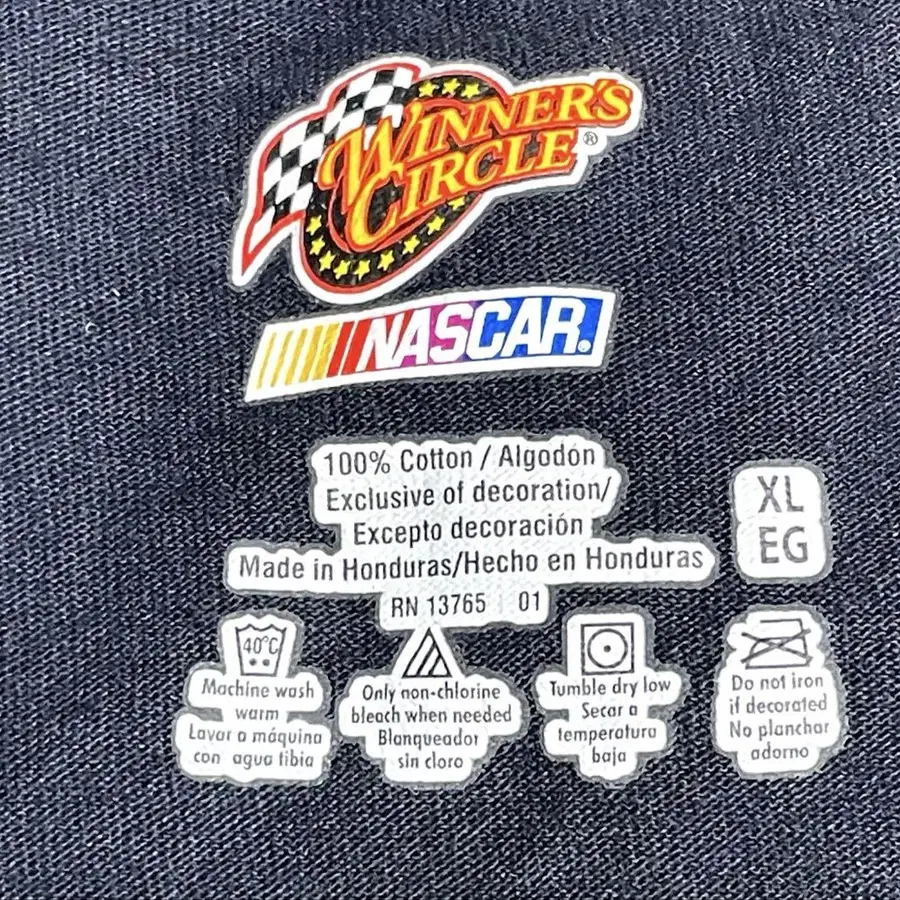 WINNER'S
CIRCLE®
NASCAR®
100% Cotton / Algodón
Exclusive of decoration/
Excepto decoración
Made in Honduras/Hecho en Honduras
RN 13765 | 01
XL
EG
40°C
Machine wash
warm
Lavar a máquina
con agua tibia
Only non-chlorine
bleach when needed
Blanqueador
sin cloro
Tumble dry low
Secar a
temperatura
baja
Do not iron
if decorated
No planchar
adorno